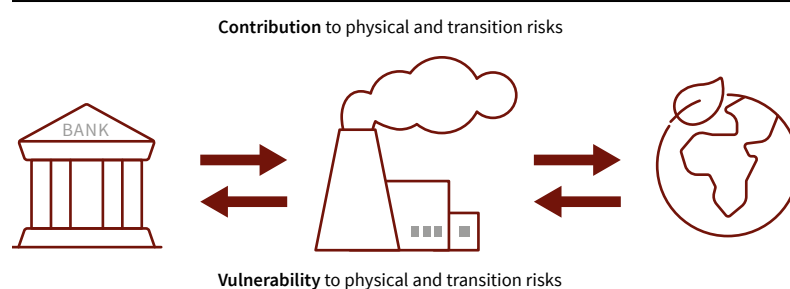 Contribution to physical and transition risks
BANK
Vulnerability to physical and transition risks